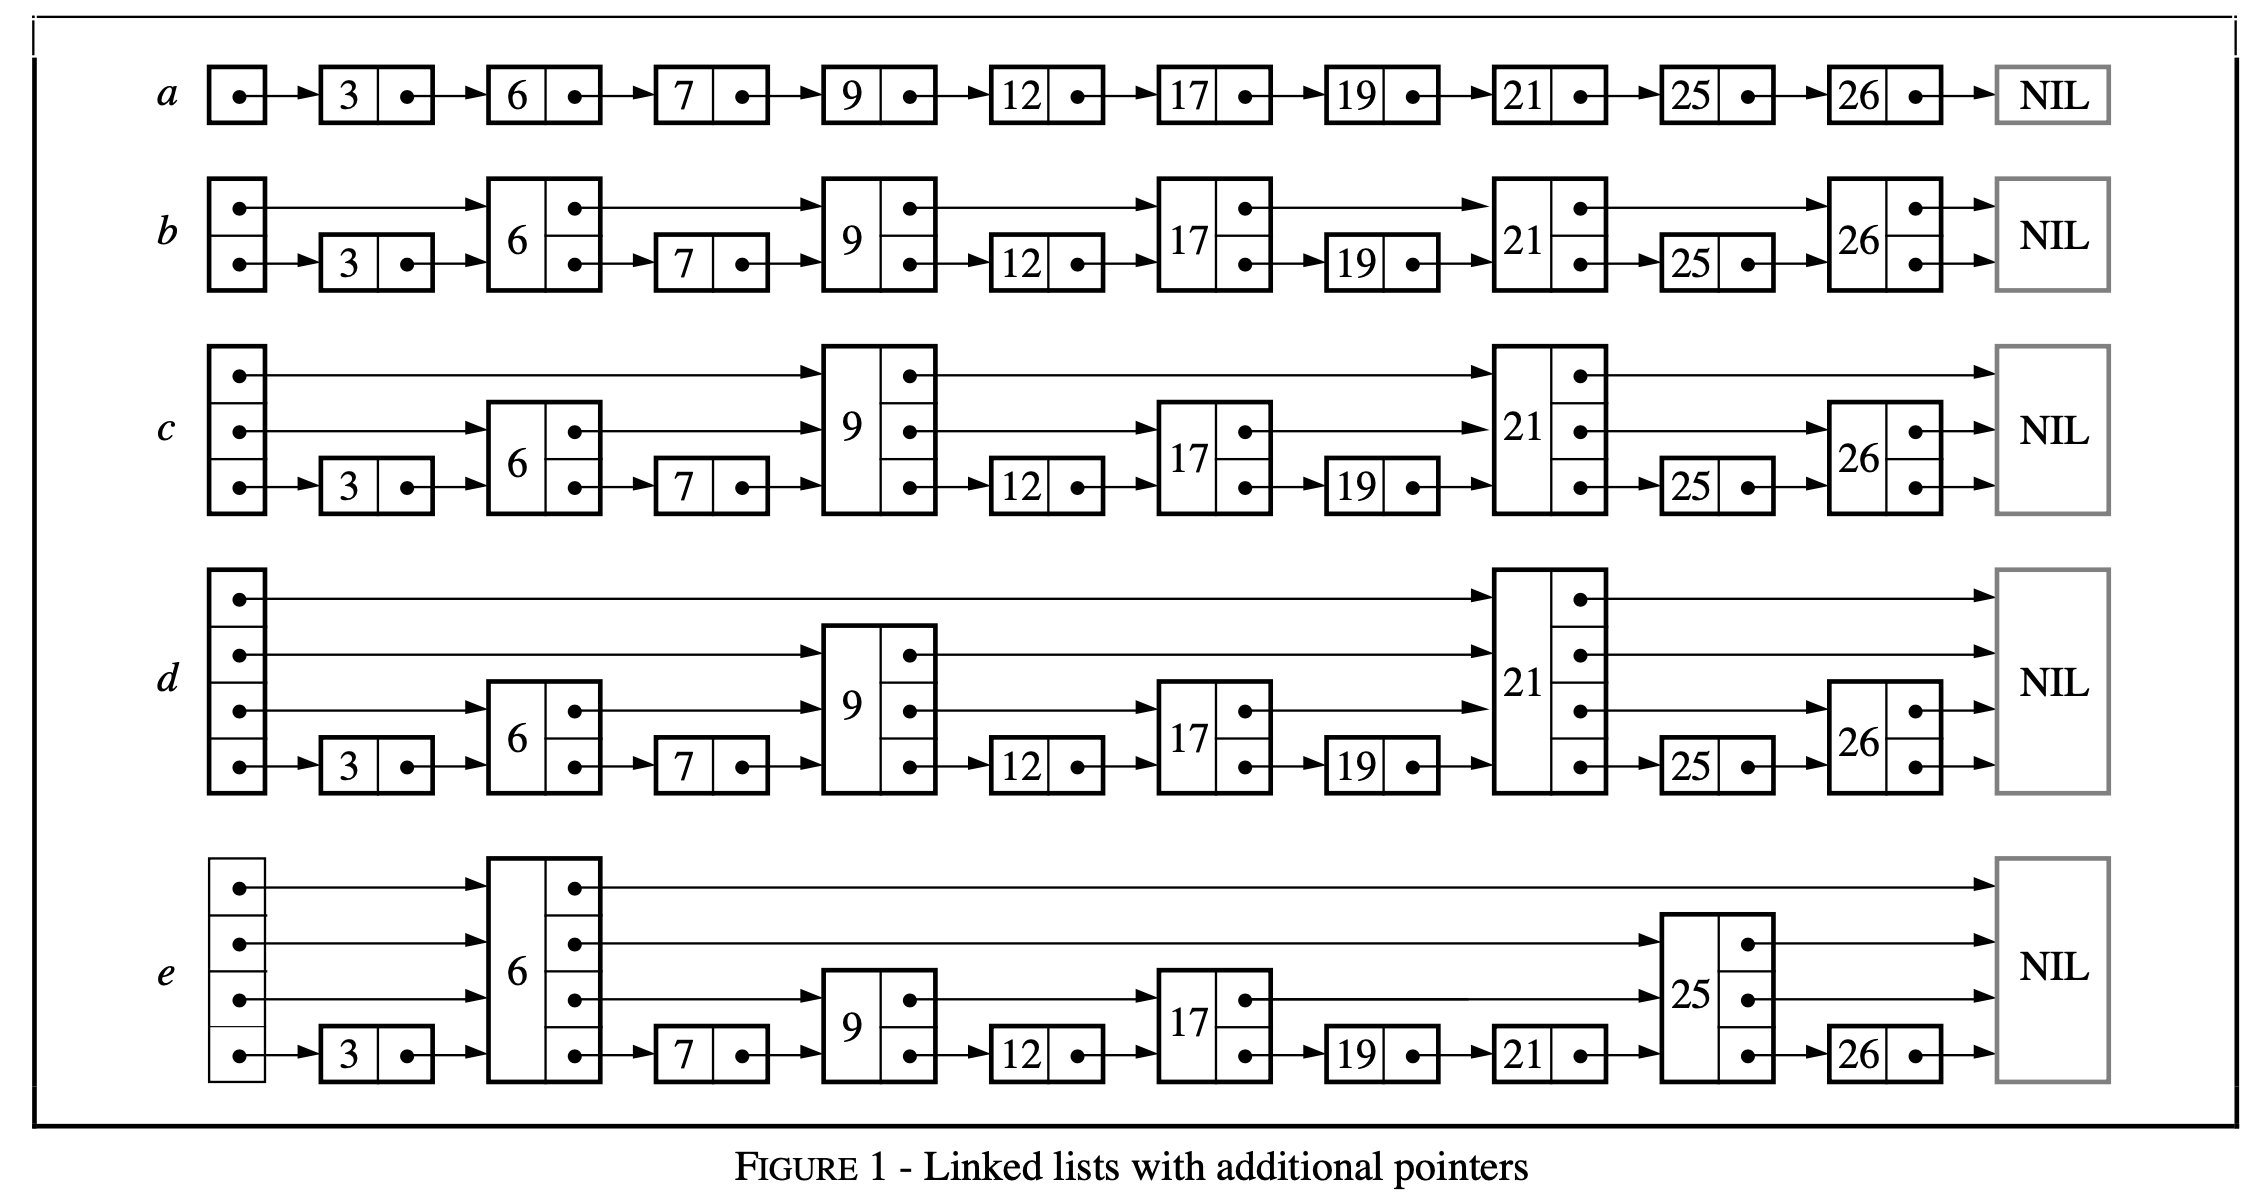 a 3 6 7 9 12 17 19 21 25 26 NIL
b 3 6 7 9 12 17 19 21 25 26 NIL
c 3 6 7 9 12 17 19 21 25 26 NIL
d 3 6 7 9 12 17 19 21 25 26 NIL
e 3 6 7 9 12 17 19 21 25 26 NIL
FIGURE 1 - Linked lists with additional pointers